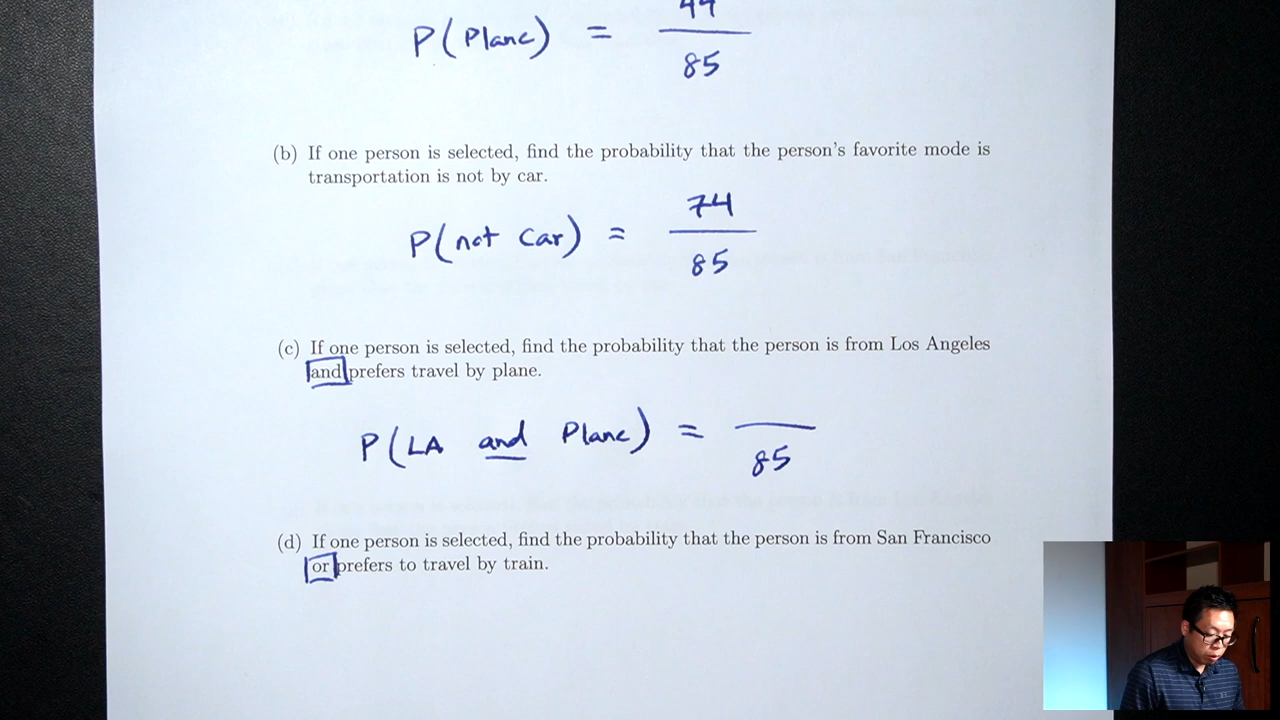 P(Plane) = 44
85
(b) If one person is selected, find the probability that the person's favorite mode is
transportation is not by car.
P(not Car) = 74
85
(c) If one person is selected, find the probability that the person is from Los Angeles
and prefers travel by plane.
P(LA and Plane) =
85
(d) If one person is selected, find the probability that the person is from San Francisco
or prefers to travel by train.